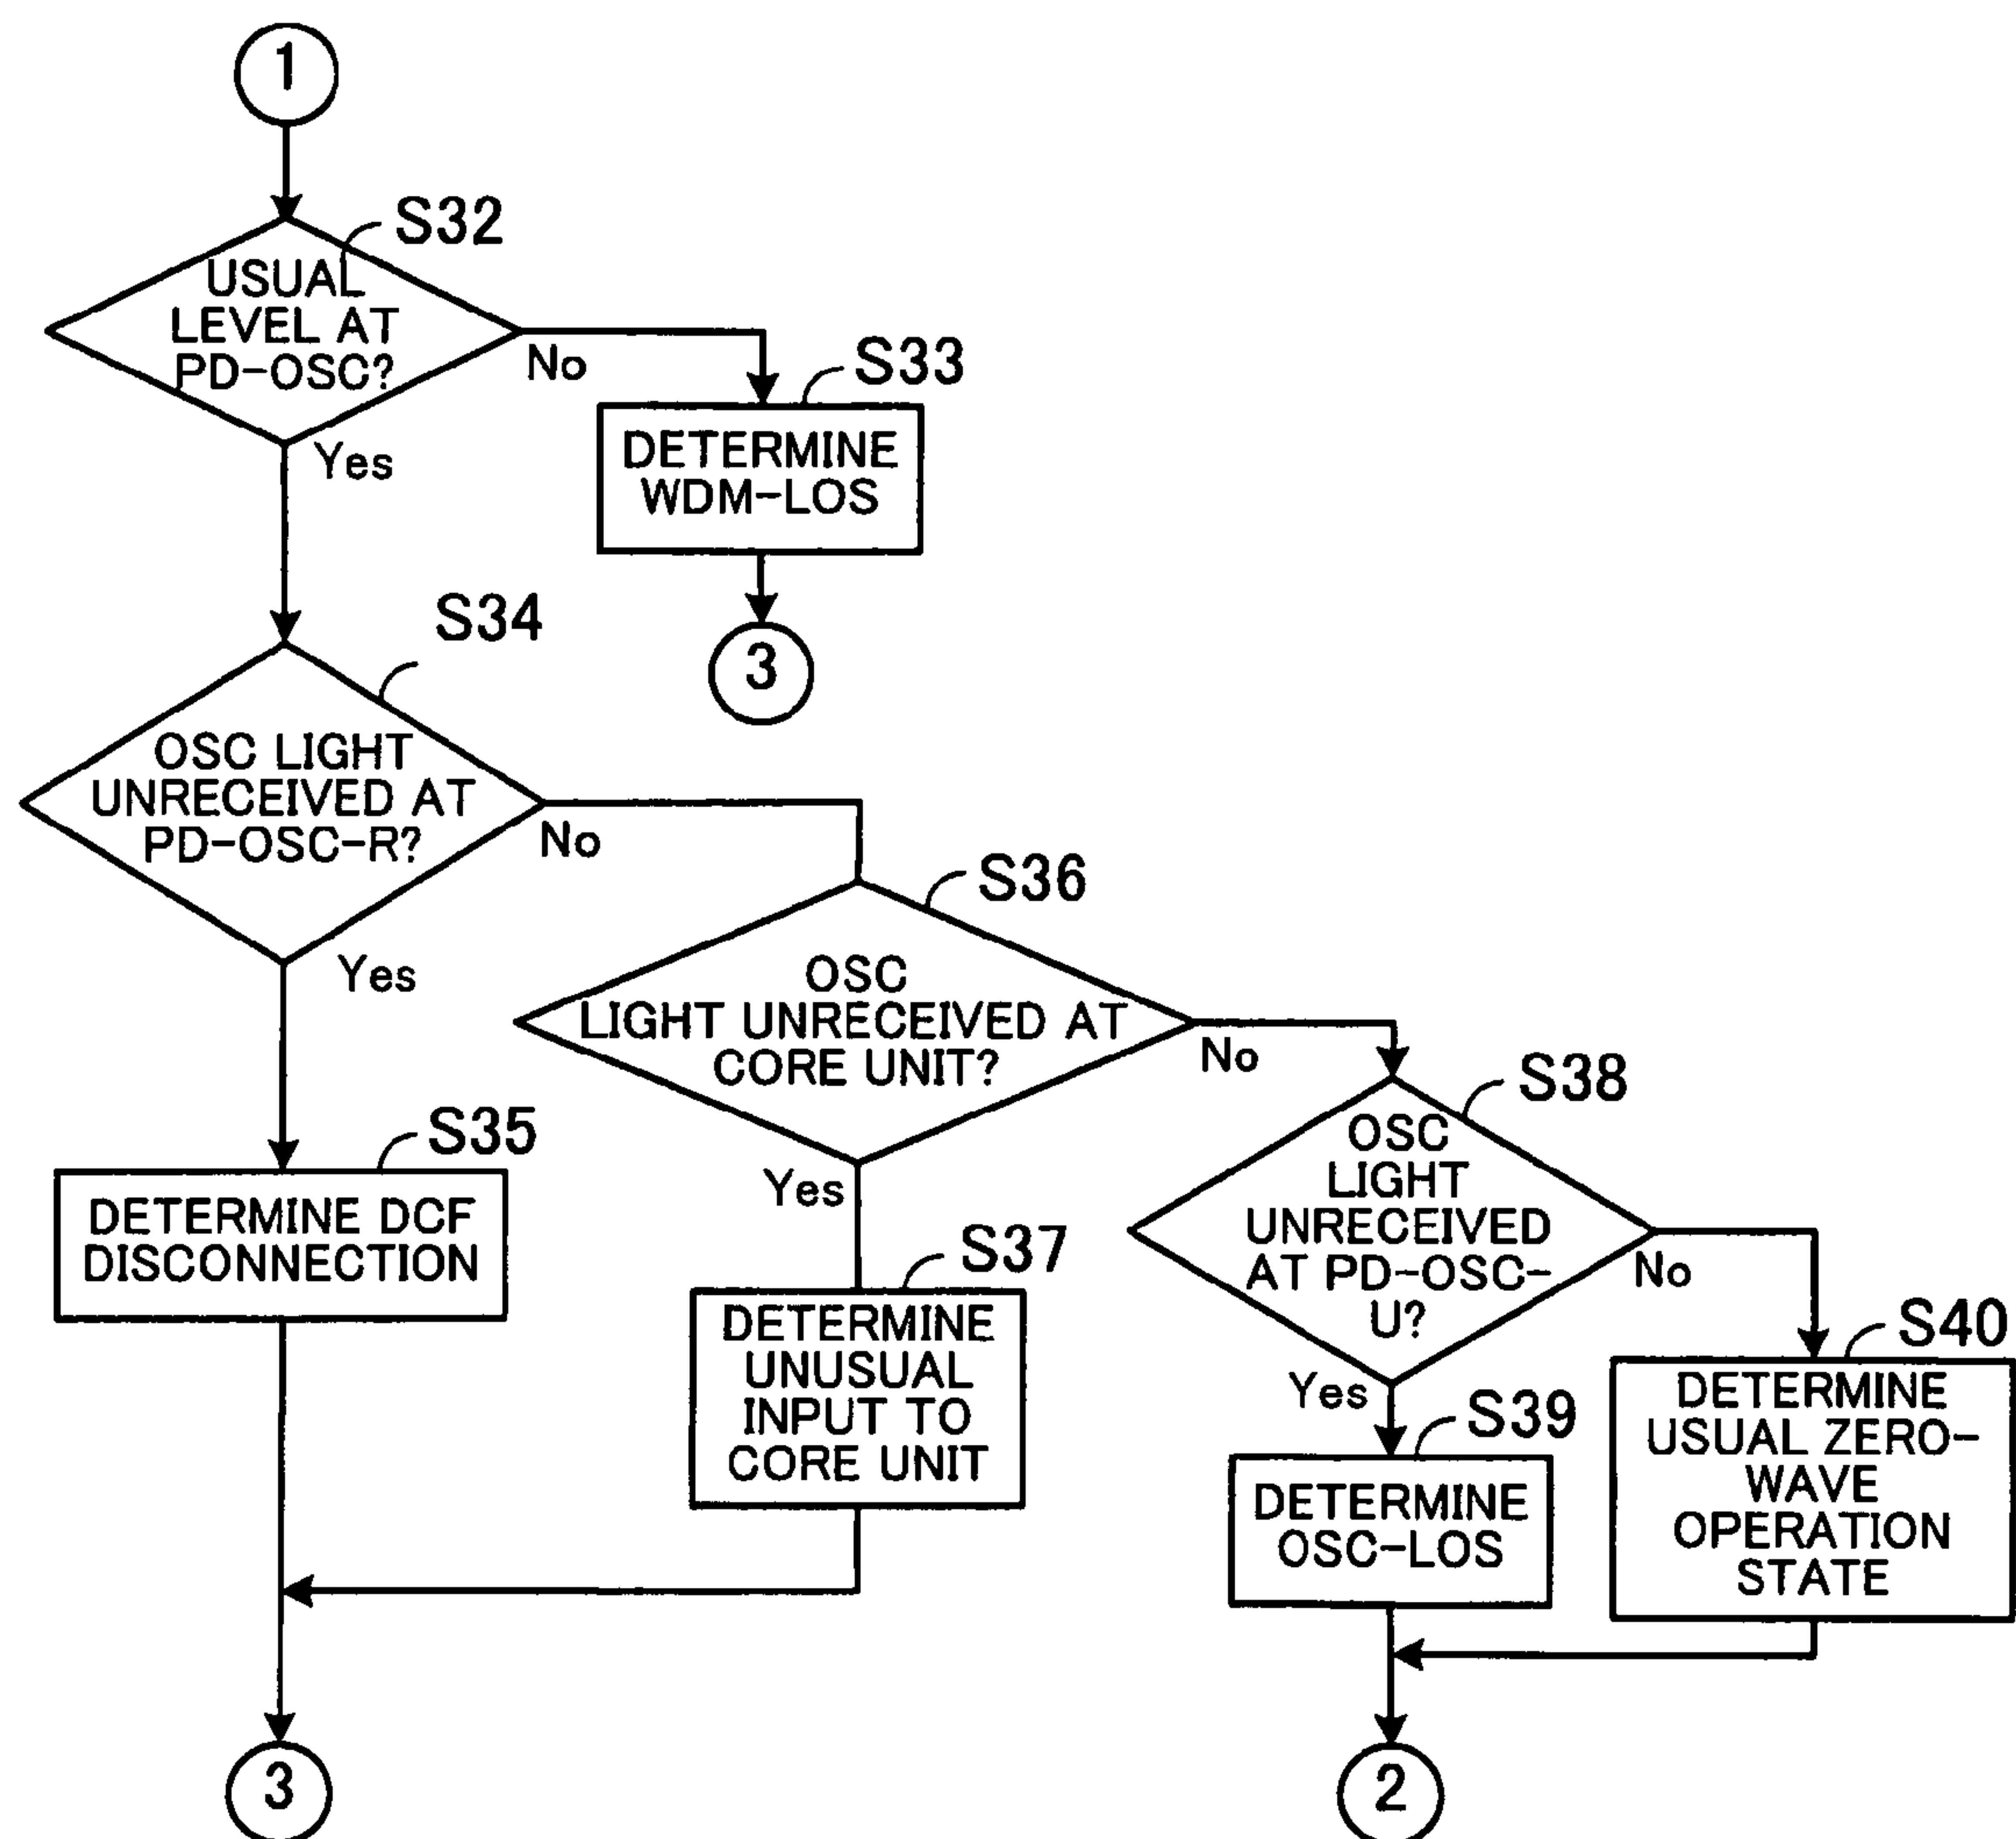 1
S32
USUAL
LEVEL AT
PD-OSC?
No
Yes
S33
DETERMINE
WDM-LOS
3
S34
OSC LIGHT
UNRECEIVED AT
PD-OSC-R?
No
Yes
S36
OSC
LIGHT UNRECEIVED AT
CORE UNIT?
No
Yes
S35
DETERMINE DCF
DISCONNECTION
S37
DETERMINE
UNUSUAL
INPUT TO
CORE UNIT
S38
OSC
LIGHT
UNRECEIVED
AT PD-OSC-
U?
No
Yes
S39
DETERMINE
OSC-LOS
S40
DETERMINE
USUAL ZERO-
WAVE
OPERATION
STATE
3
2